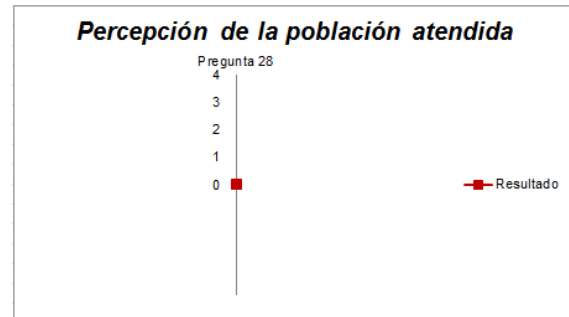 Percepción de la población atendida
Pregunta 28
4
3
2
1
0
Resultado